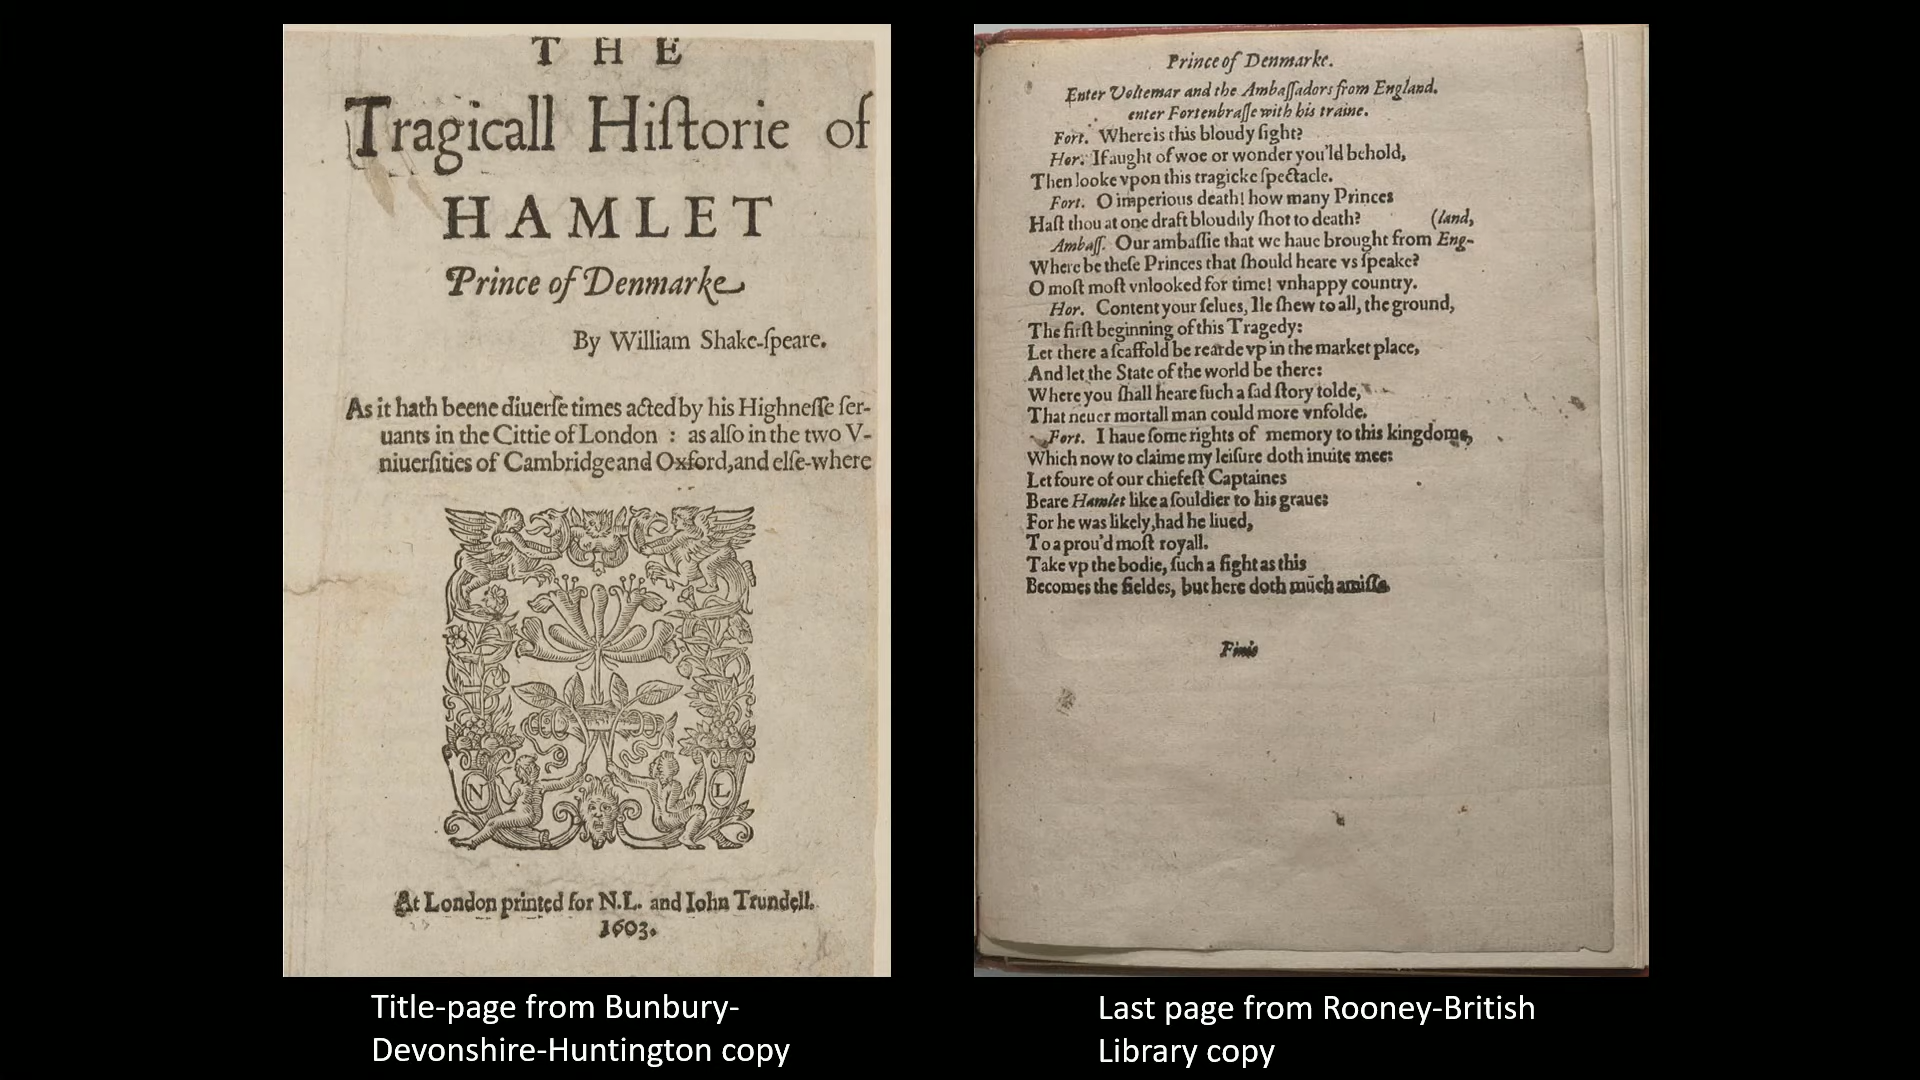 THE
Tragicall Hiſtorie of
HAMLET
Prince of Denmarke
By William Shake-ſpeare.
As it hath beene diuerſe times acted by his Highneſſe ſer-
uants in the Cittie of London : as alſo in the two V-
niuerſities of Cambridge and Oxford, and elſe-where
N L
At London printed for N.L. and Iohn Trundell.
1603.
Title-page from Bunbury-
Devonshire-Huntington copy
Prince of Denmarke.
Enter Voltemar and the Ambaſſadors from England.
enter Fortenbraſſe with his traine.
Fort. Where is this bloudy ſight?
Hor. If aught of woe or wonder you'ld behold,
Then looke vpon this tragicke ſpectacle.
Fort. O imperious death! how many Princes
Haſt thou at one draft bloudily ſhot to death? (land,
Ambaſſ. Our ambaſſie that we haue brought from Eng-
Where be theſe Princes that ſhould heare vs ſpeake?
O moſt moſt vnlooked for time! vnhappy country.
Hor. Content your ſelues, Ile ſhew to all, the ground,
The firſt beginning of this Tragedy:
Let there a ſcaffold be rearde vp in the market place,
And let the State of the world be there:
Where you ſhall heare ſuch a ſad ſtory tolde,
That neuer mortall man could more vnfolde.
Fort. I haue ſome rights of memory to this kingdome,
Which now to claime my leiſure doth inuite mee:
Let foure of our chiefeſt Captaines
Beare Hamlet like a ſouldier to his graue:
For he was likely, had he liued,
To a prou'd moſt royall.
Take vp the bodie, ſuch a ſight as this
Becomes the fieldes, but here doth mūch amiſſe.
Finis
Last page from Rooney-British
Library copy